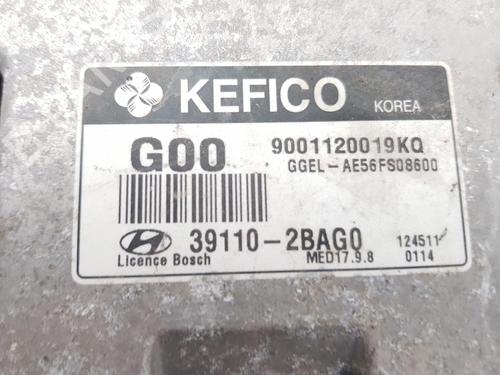 KEFICO KOREA
G00 9001120019KQ
GGEL-AE56FS08600
39110-2BAG0 124511
Licence Bosch MED17.9.8 0114